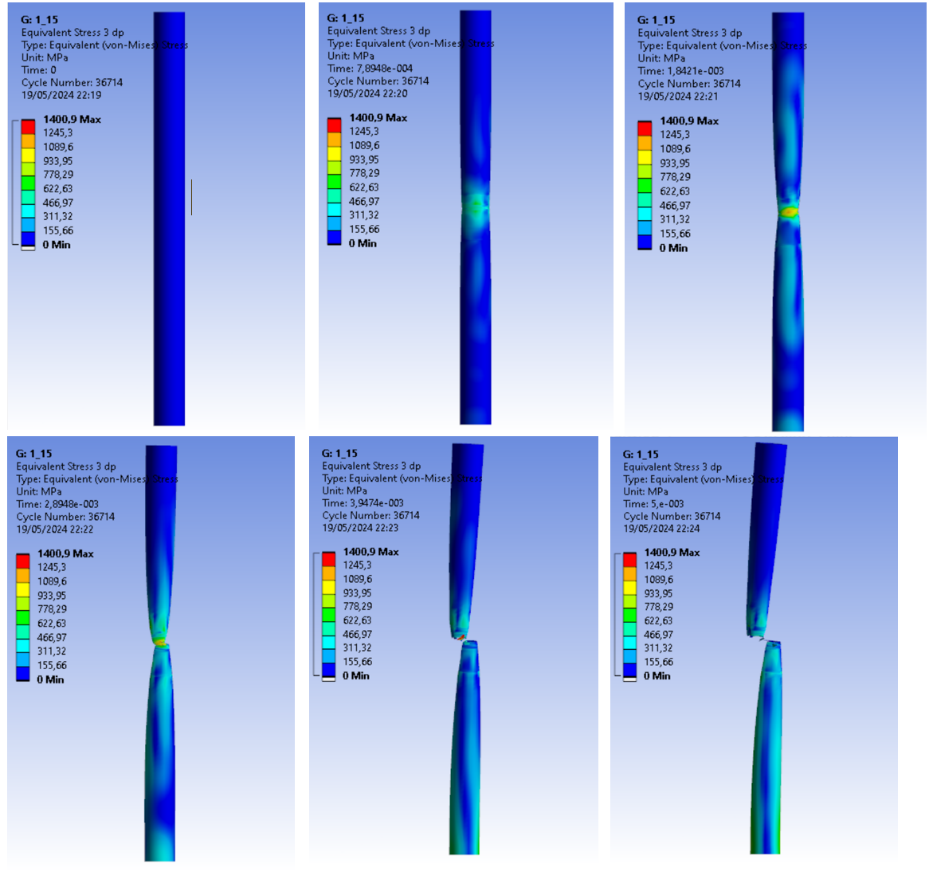 G: 1_15
Equivalent Stress 3 dp
Type: Equivalent (von-Mises) Stress
Unit: MPa
Time: 0
Cycle Number: 36714
19/05/2024 22:19
1400,9 Max
1245,3
1089,6
933,95
778,29
622,63
466,97
311,32
155,66
0 Min
G: 1_15
Equivalent Stress 3 dp
Type: Equivalent (von-Mises) Stress
Unit: MPa
Time: 7,8948e-004
Cycle Number: 36714
19/05/2024 22:20
1400,9 Max
1245,3
1089,6
933,95
778,29
622,63
466,97
311,32
155,66
0 Min
G: 1_15
Equivalent Stress 3 dp
Type: Equivalent (von-Mises) Stress
Unit: MPa
Time: 1,8421e-003
Cycle Number: 36714
19/05/2024 22:21
1400,9 Max
1245,3
1089,6
933,95
778,29
622,63
466,97
311,32
155,66
0 Min
G: 1_15
Equivalent Stress 3 dp
Type: Equivalent (von-Mises) Stress
Unit: MPa
Time: 2,8948e-003
Cycle Number: 36714
19/05/2024 22:22
1400,9 Max
1245,3
1089,6
933,95
778,29
622,63
466,97
311,32
155,66
0 Min
G: 1_15
Equivalent Stress 3 dp
Type: Equivalent (von-Mises) Stress
Unit: MPa
Time: 3,9474e-003
Cycle Number: 36714
19/05/2024 22:23
1400,9 Max
1245,3
1089,6
933,95
778,29
622,63
466,97
311,32
155,66
0 Min
G: 1_15
Equivalent Stress 3 dp
Type: Equivalent (von-Mises) Stress
Unit: MPa
Time: 5,e-003
Cycle Number: 36714
19/05/2024 22:24
1400,9 Max
1245,3
1089,6
933,95
778,29
622,63
466,97
311,32
155,66
0 Min